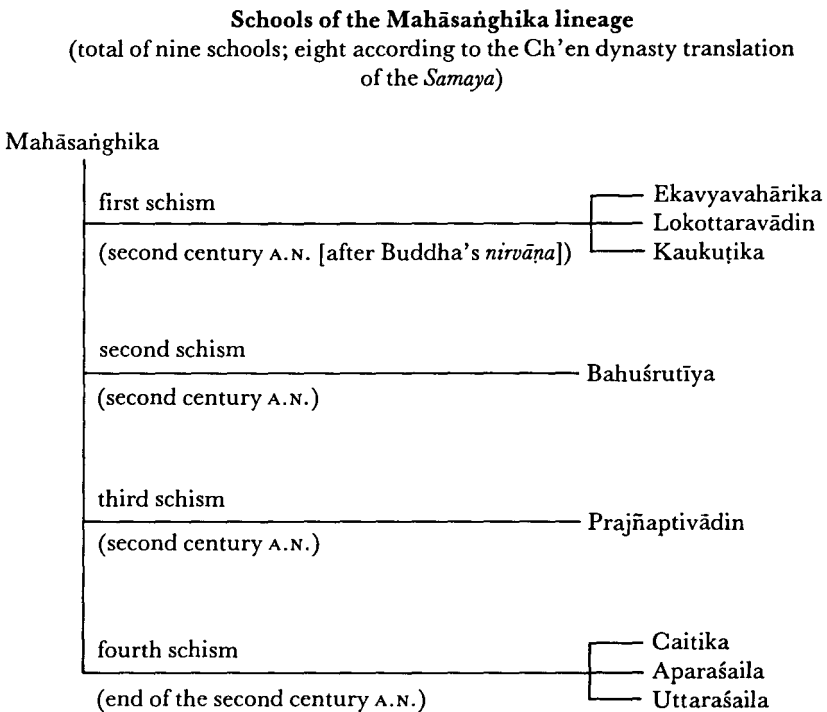 Schools of the Mahāsaṅghika lineage
(total of nine schools; eight according to the Ch'en dynasty translation
of the Samaya)
Mahāsaṅghika
first schism
(second century A.N. [after Buddha's nirvāṇa])
Ekavyavahārika
Lokottaravādin
Kaukuṭika
second schism
(second century A.N.)
Bahuśrutīya
third schism
(second century A.N.)
Prajñaptivādin
fourth schism
(end of the second century A.N.)
Caitika
Aparaśaila
Uttaraśaila